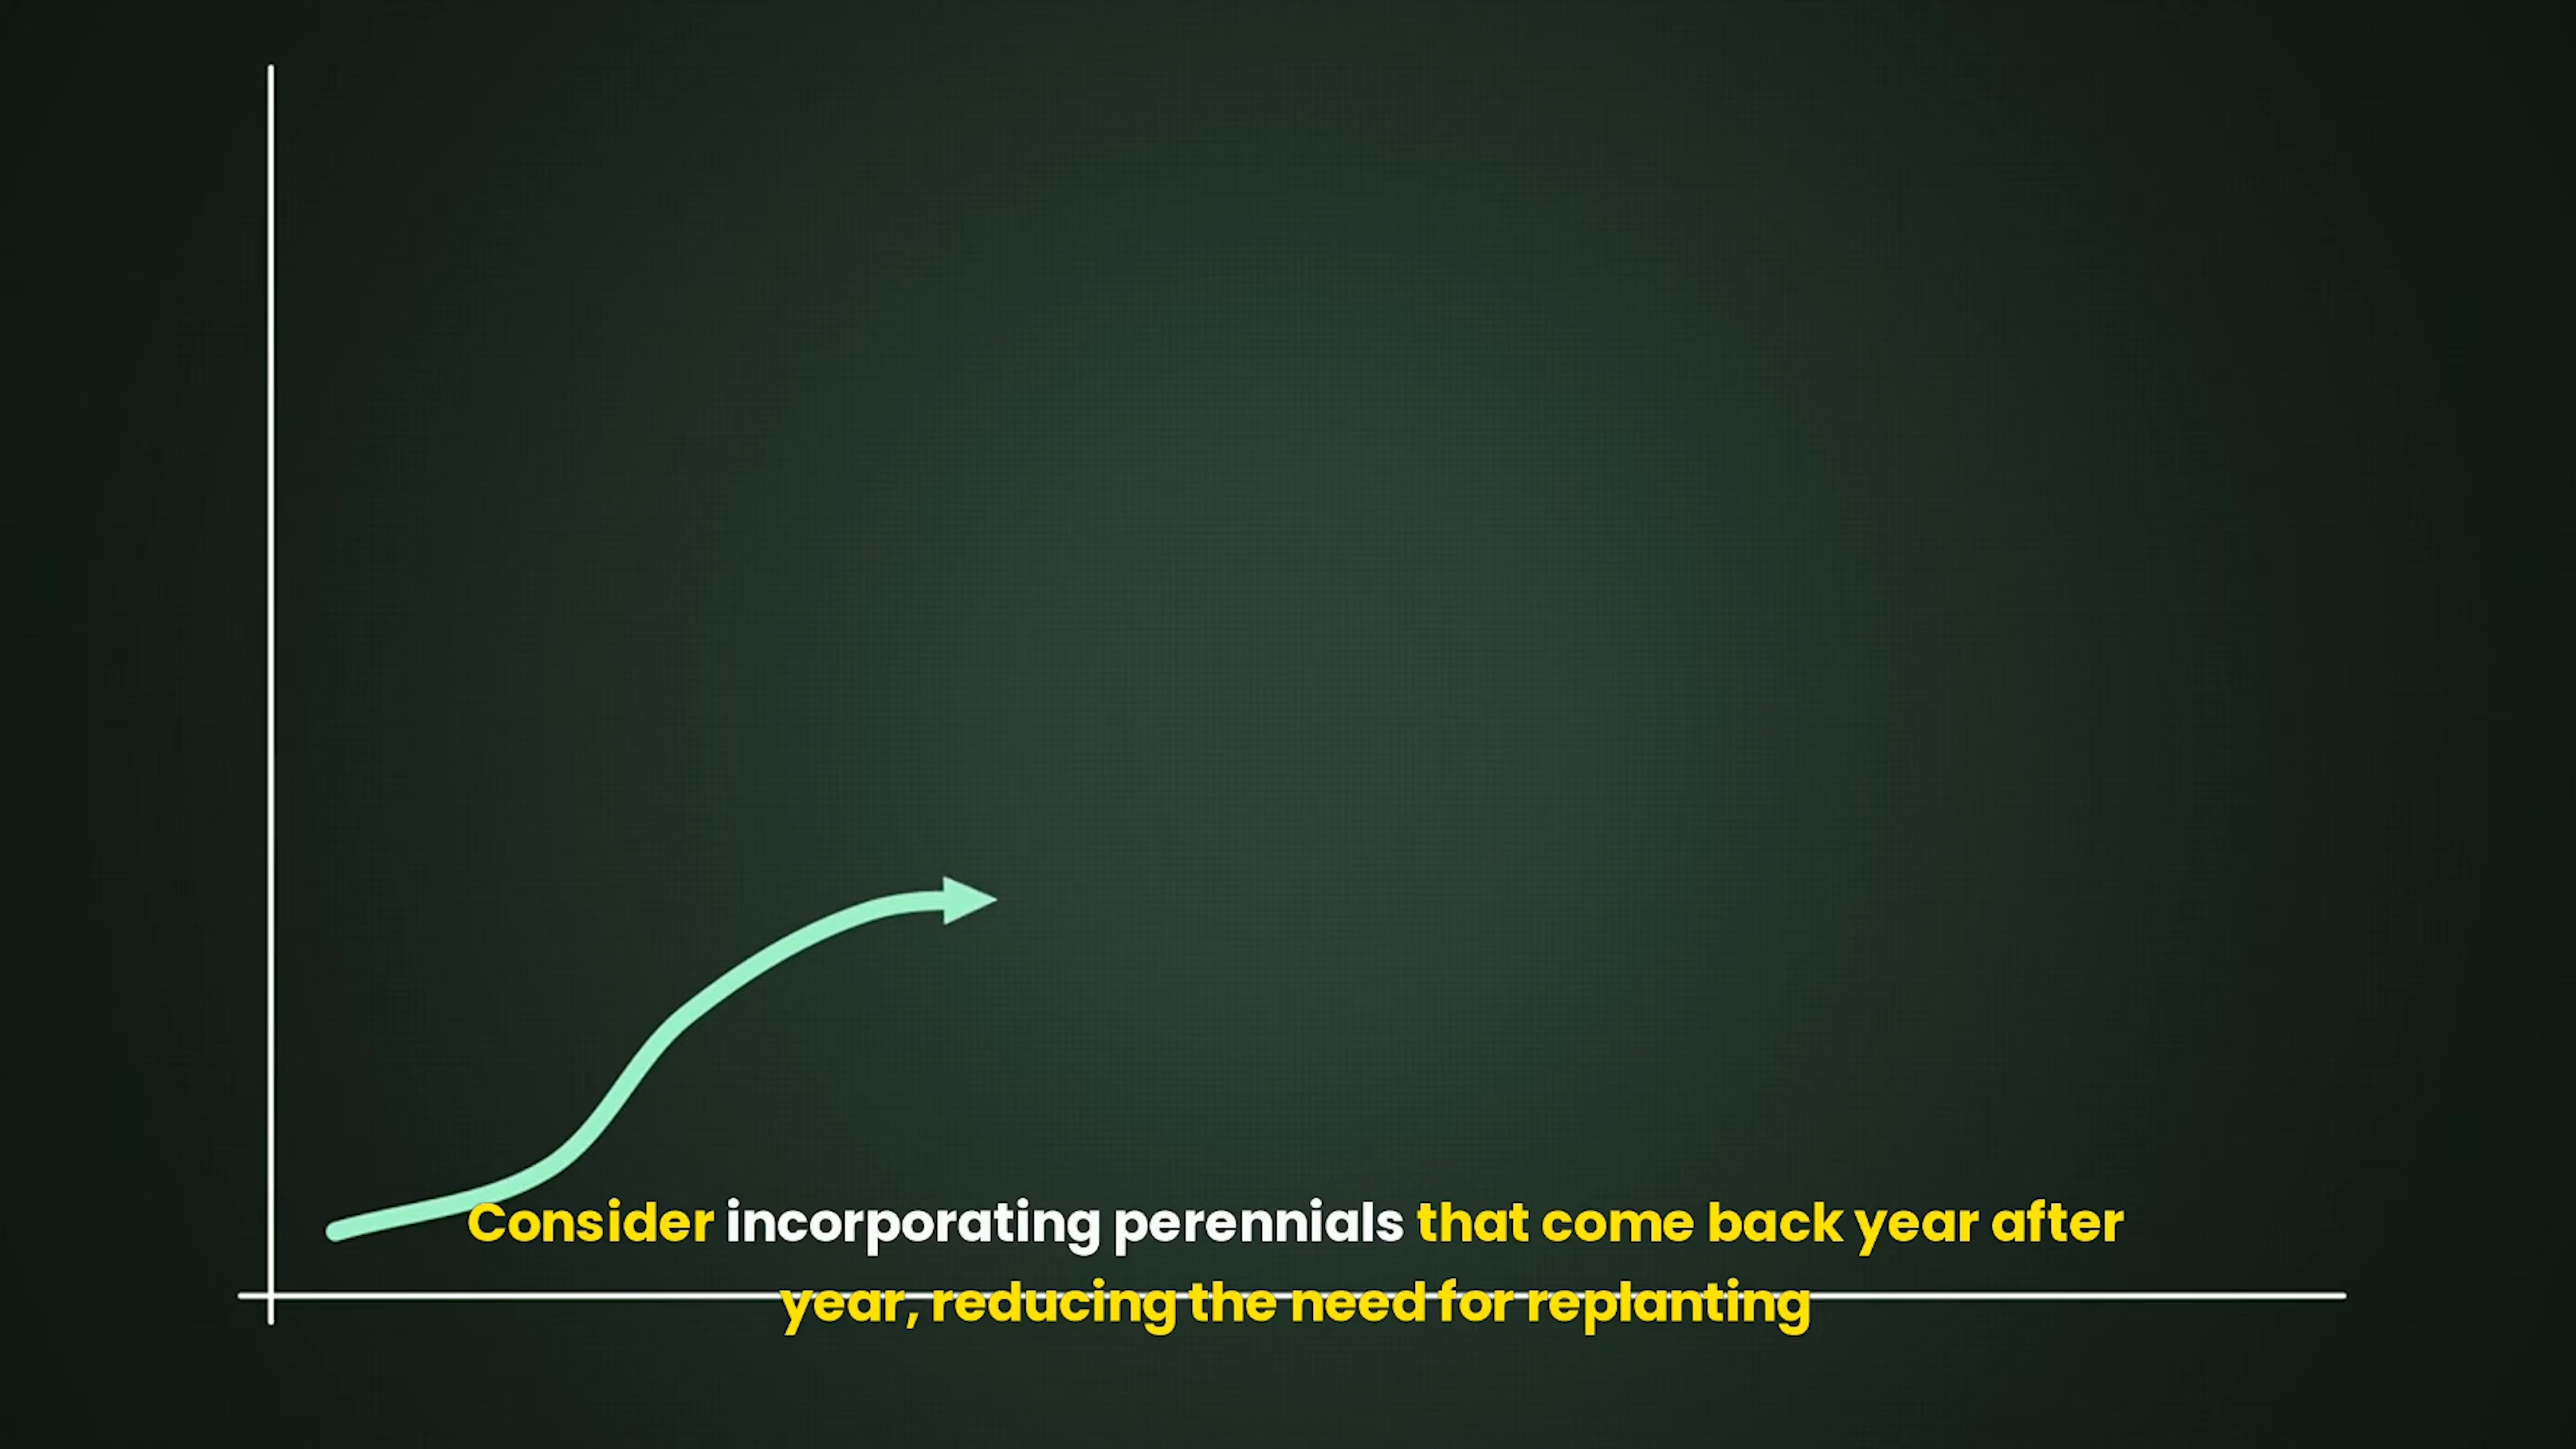 Consider incorporating perennials that come back year after
year, reducing the need for replanting